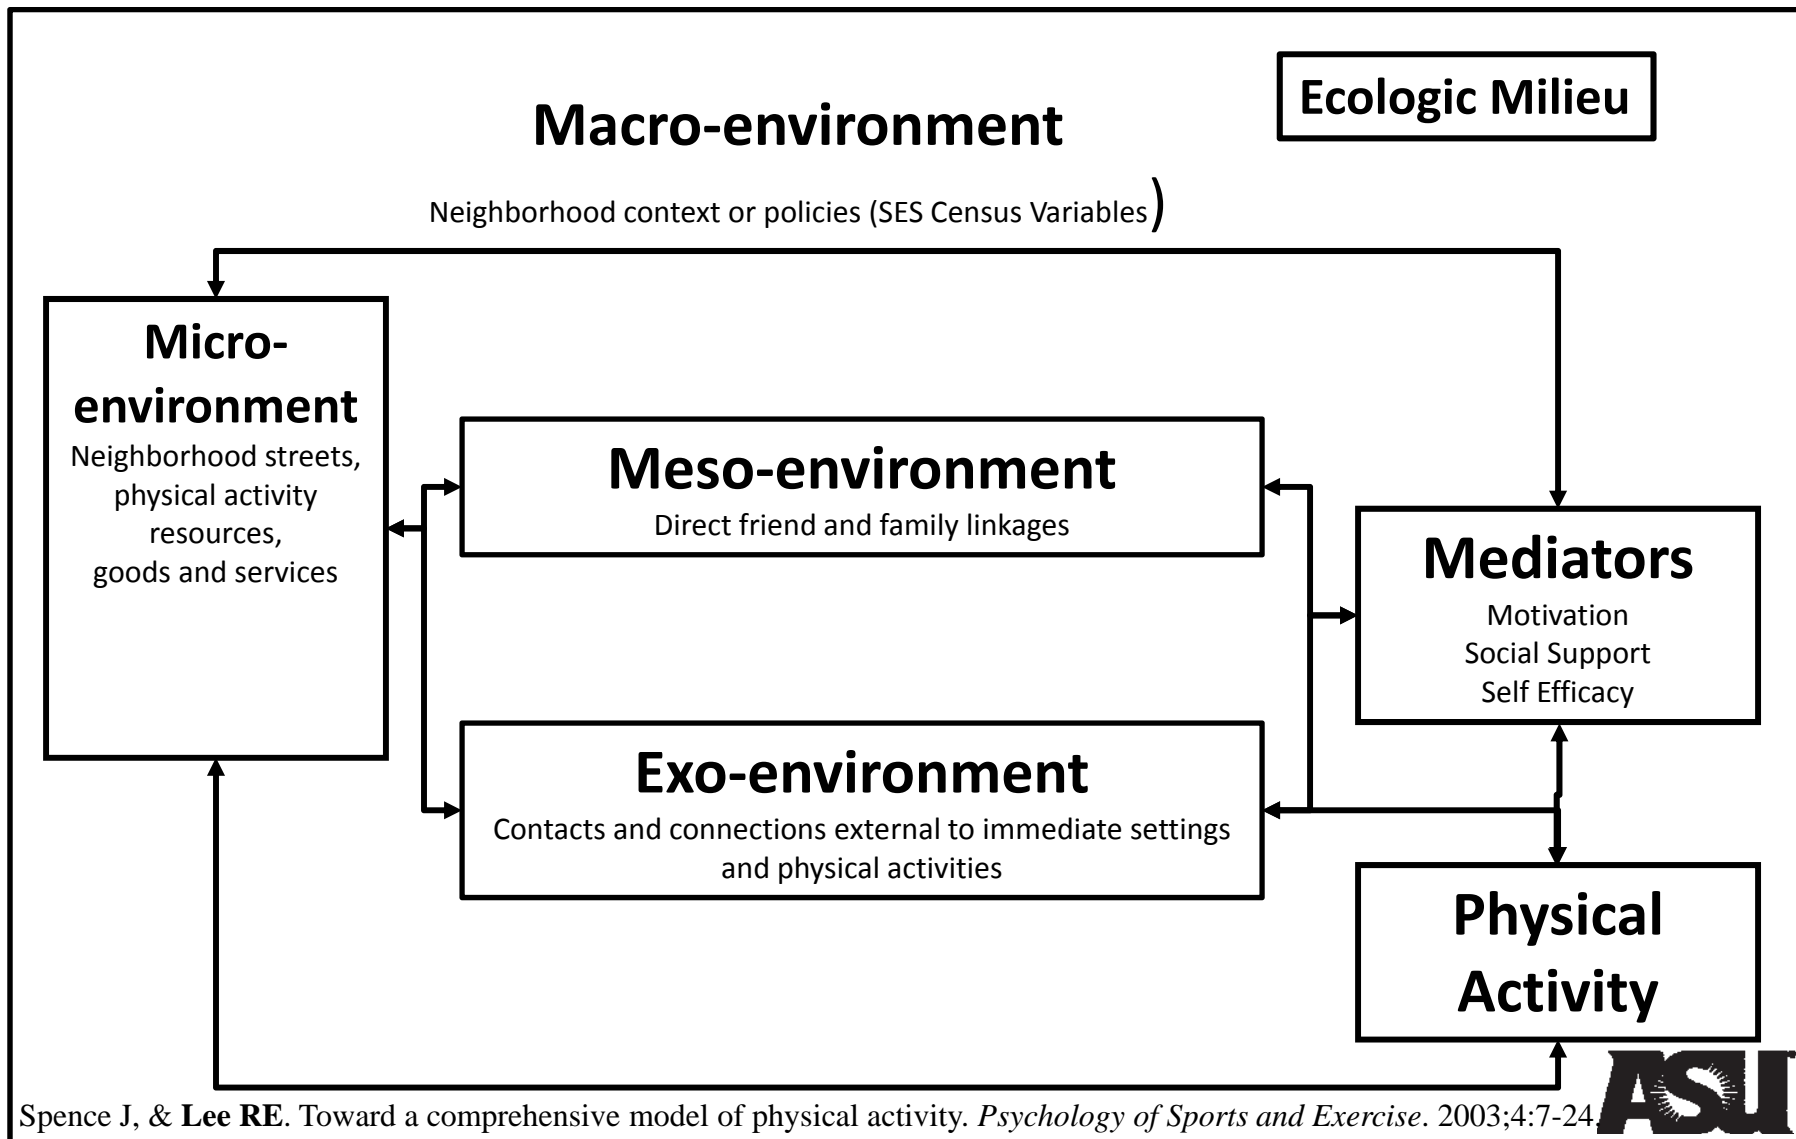 Ecologic Milieu
Macro-environment
Neighborhood context or policies (SES Census Variables)
Micro-
environment
Neighborhood streets,
physical activity
resources,
goods and services
Meso-environment
Direct friend and family linkages
Exo-environment
Contacts and connections external to immediate settings
and physical activities
Mediators
Motivation
Social Support
Self Efficacy
Physical
Activity
Spence J, & Lee RE. Toward a comprehensive model of physical activity. Psychology of Sports and Exercise. 2003;4:7-24.
ASU